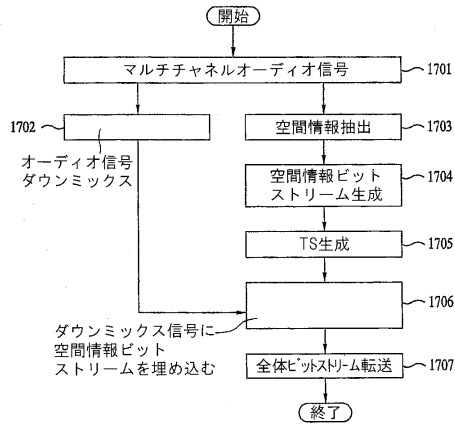 開始
マルチチャネルオーディオ信号
1701
1702
オーディオ信号
ダウンミックス
空間情報抽出
1703
空間情報ビット
ストリーム生成
1704
TS生成
1705
1706
ダウンミックス信号に
空間情報ビット
ストリームを埋め込む
全体ビットストリーム転送
1707
終了